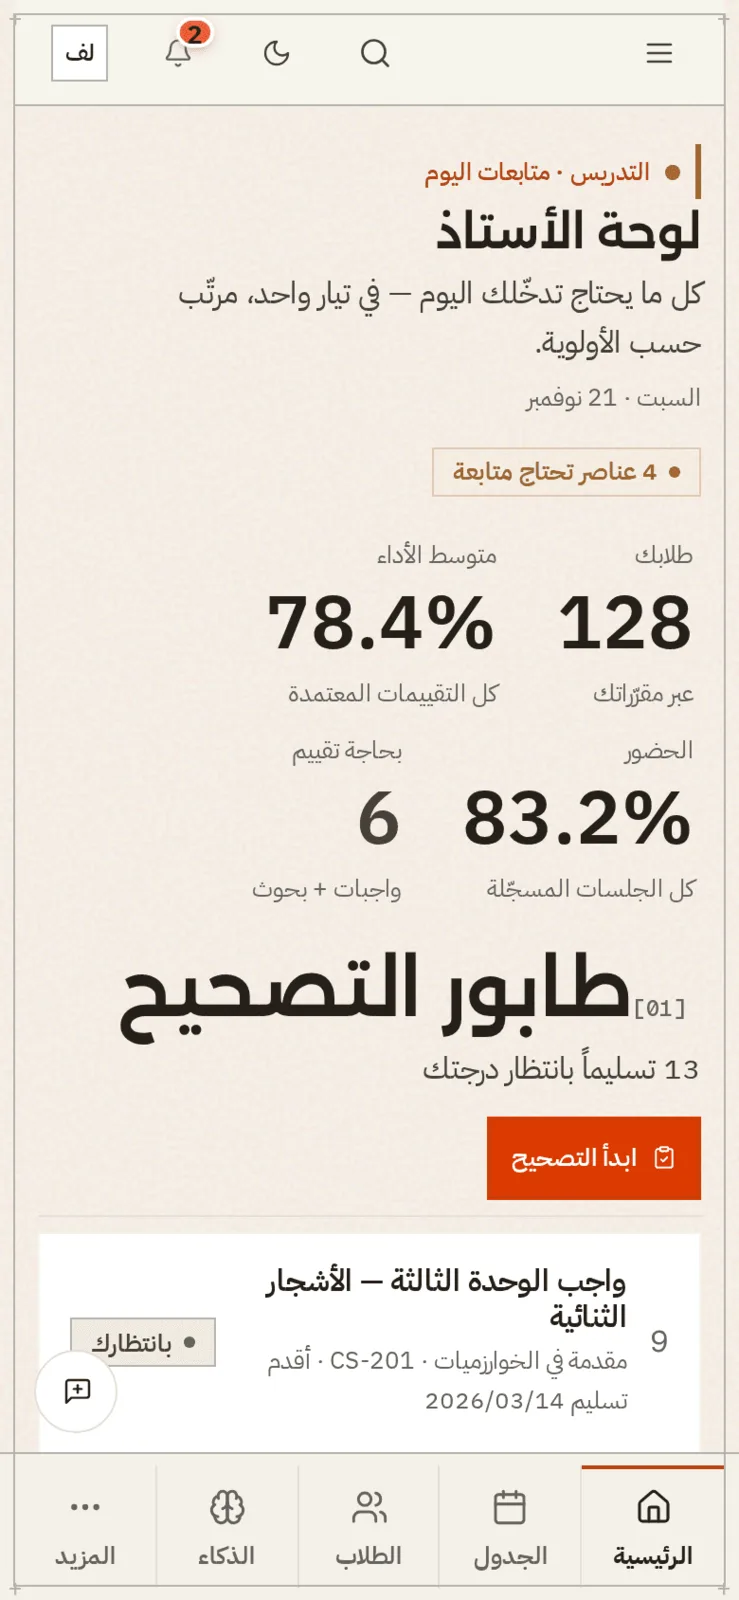 2
لف
التدريس · متابعات اليوم
لوحة الأستاذ
كل ما يحتاج تدخّلك اليوم — في تيار واحد، مرتّب
حسب الأولوية.
السبت · 21 نوفمبر
4 عناصر تحتاج متابعة
طلابك
128
عبر مقرّراتك
متوسط الأداء
78.4%
كل التقييمات المعتمدة
الحضور
83.2%
كل الجلسات المسجّلة
بحاجة تقييم
6
واجبات + بحوث
[01] طابور التصحيح
13 تسليماً بانتظار درجتك
ابدأ التصحيح
9
واجب الوحدة الثالثة — الأشجار
الثنائية
مقدمة في الخوارزميات · CS-201 · أقدم
تسليم 2026/03/14
بانتظارك
الرئيسية
الجدول
الطلاب
الذكاء
المزيد